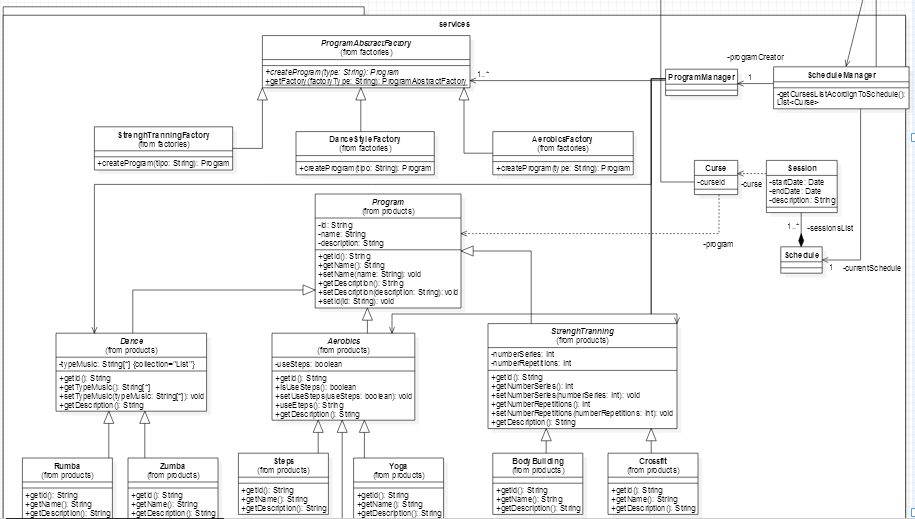 services
ProgramAbstractFactory
(from factories)
+createProgram(type: String): Program
+getFactory(factoryType: String): ProgramAbstractFactory
1..*
-programCreator
ProgramManager
1
ScheduleManager
-getCursesListAcordignToSchedule():
List<Curse>
StrenghTranningFactory
(from factories)
+createProgram(tipo: String): Program
DanceStyleFactory
(from factories)
+createProgram(tipo: String): Program
AerobicsFactory
(from factories)
+createProgram(type: String): Program
Curse
-curseId
-curse
Session
-startDate: Date
-endDate: Date
-description: String
1..*
-sessionsList
-program
Schedule
1
-currentSchedule
Program
(from products)
-id: String
-name: String
-description: String
+getId(): String
+getName(): String
+setName(name: String): void
+getDescription(): String
+setDescription(description: String): void
+setId(id: String): void
Dance
(from products)
-typeMusic: String[*] {collection="List"}
+getId(): String
+getTypeMusic(): String[*]
+setTypeMusic(typeMusic: String[*]): void
+getDescription(): String
Aerobics
(from products)
-useSteps: boolean
+getId(): String
+isUseSteps(): boolean
+setUseSteps(useSteps: boolean): void
+useEteps(): String
+getDescription(): String
StrenghTranning
(from products)
-numberSeries: int
-numberRepetitions: int
+getId(): String
+getNumberSeries(): int
+setNumberSeries(numberSeries: int): void
+getNumberRepetitions(): int
+setNumberRepetitions(numberRepetitions: int): void
+getDescription(): String
Rumba
(from products)
+getId(): String
+getName(): String
+getDescription(): String
Zumba
(from products)
+getId(): String
+getName(): String
+getDescription(): String
Steps
(from products)
+getId(): String
+getName(): String
+getDescription(): String
Yoga
(from products)
+getId(): String
+getName(): String
+getDescription(): String
BodyBuilding
(from products)
+getId(): String
+getName(): String
+getDescription(): String
Crossfit
(from products)
+getId(): String
+getName(): String
+getDescription(): String